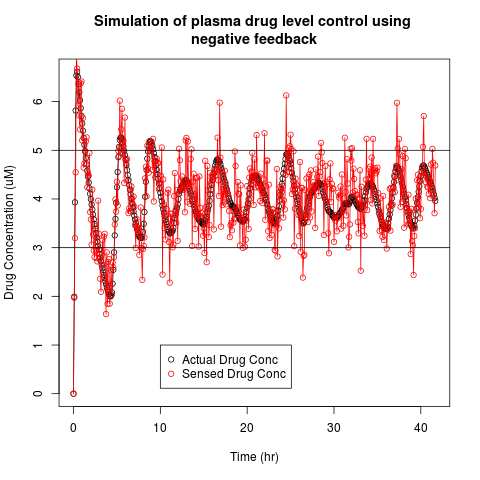 Simulation of plasma drug level control using
negative feedback
Drug Concentration (uM)
6
5
4
3
2
1
0
Actual Drug Conc
Sensed Drug Conc
0 10 20 30 40
Time (hr)